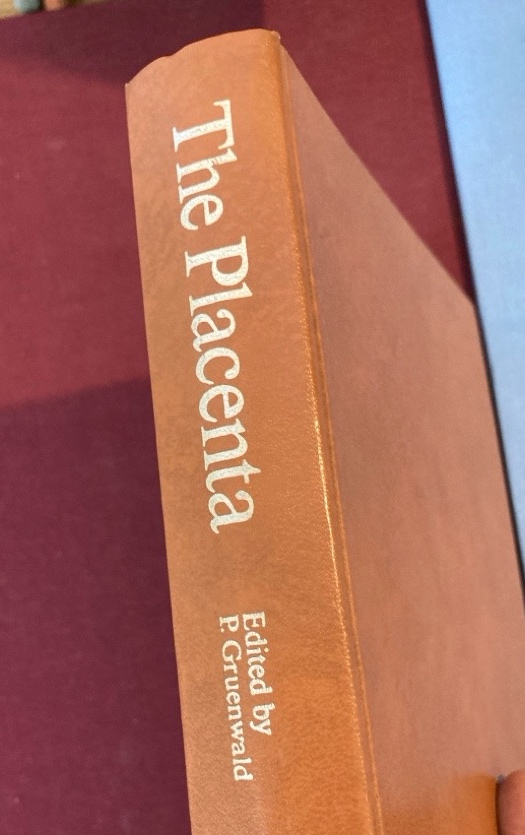 The Placenta
Edited by
P. Gruenwald